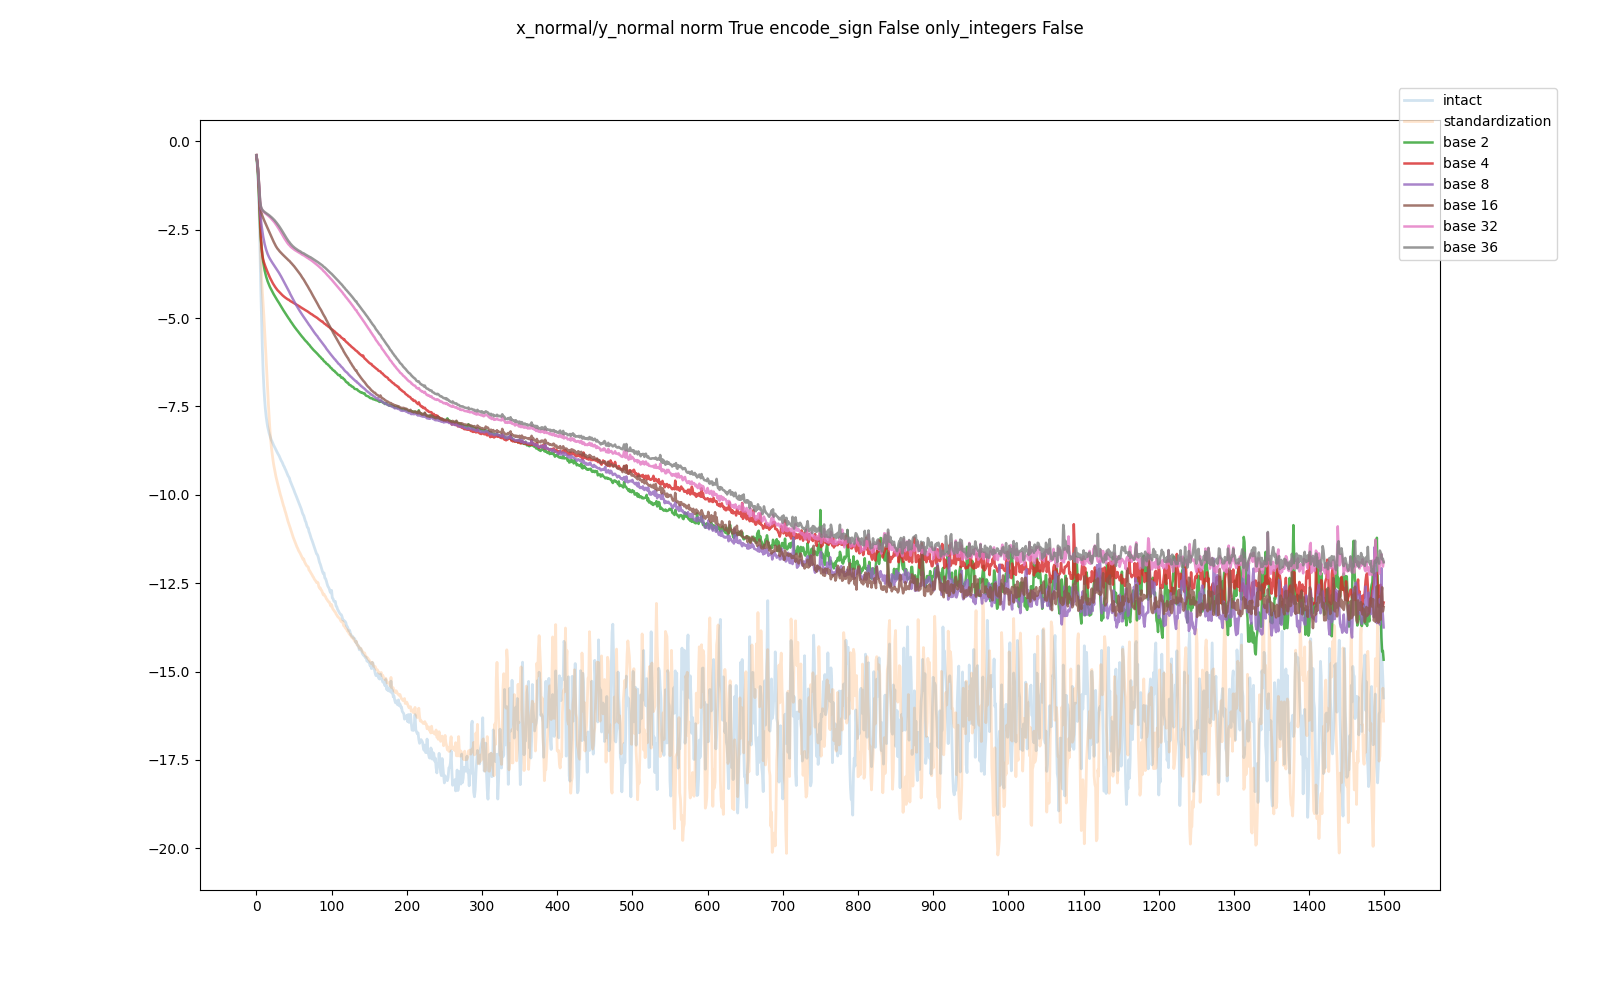 x_normal/y_normal norm True encode_sign False only_integers False
intact
standardization
base 2
base 4
base 8
base 16
base 32
base 36
0.0
−2.5
−5.0
−7.5
−10.0
−12.5
−15.0
−17.5
−20.0
0 100 200 300 400 500 600 700 800 900 1000 1100 1200 1300 1400 1500